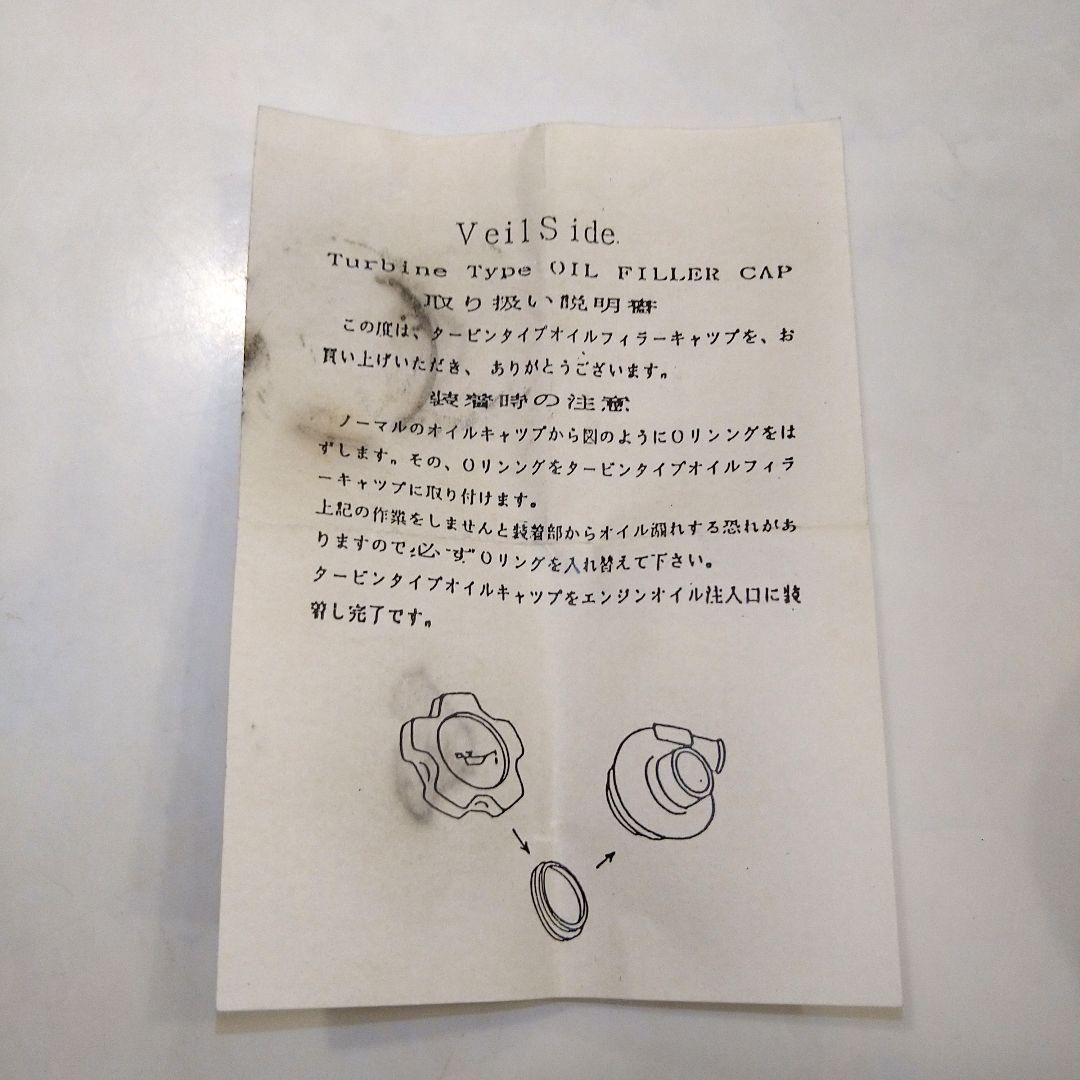 VeilSide.
Turbine Type OIL FILLER CAP
取り扱い説明書
この度は、タービンタイプオイルフィラーキャツプを、お
買い上げいただき、ありがとうございます。
装着時の注意
ノーマルのオイルキャツプから図のようにOリンングをは
ずします。その、Oリンングをタービンタイプオイルフィラ
ーキャツプに取り付けます。
上記の作業をしませんと装着部からオイル漏れする恐れがあ
りますので必ずOリングを入れ替えて下さい。
タービンタイプオイルキャツプをエンジンオイル注入口に装
着し完了です。